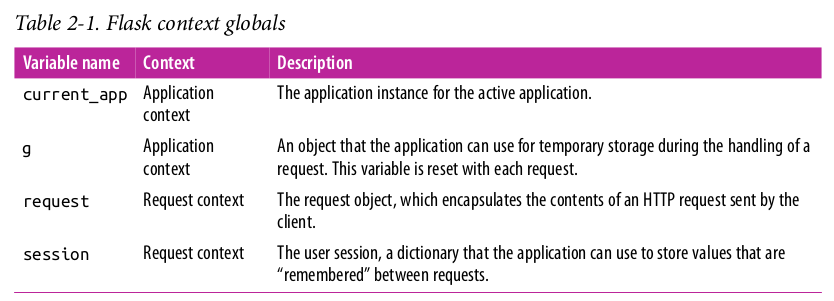 Table 2-1. Flask context globals
Variable name Context Description
current_app Application The application instance for the active application.
context
g Application An object that the application can use for temporary storage during the handling of a
context request. This variable is reset with each request.
request Request context The request object, which encapsulates the contents of an HTTP request sent by the
client.
session Request context The user session, a dictionary that the application can use to store values that are
“remembered” between requests.